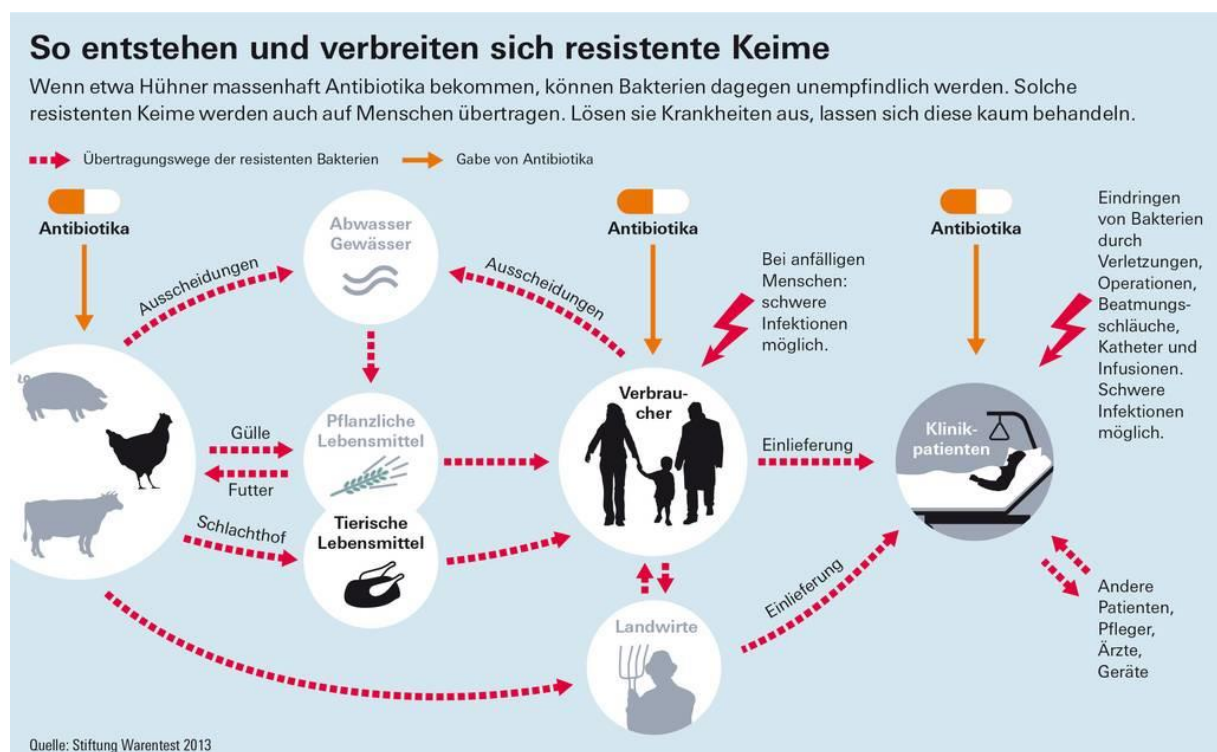 So entstehen und verbreiten sich resistente Keime
Wenn etwa Hühner massenhaft Antibiotika bekommen, können Bakterien dagegen unempfindlich werden. Solche
resistenten Keime werden auch auf Menschen übertragen. Lösen sie Krankheiten aus, lassen sich diese kaum behandeln.
Übertragungswege der resistenten Bakterien
Gabe von Antibiotika
Antibiotika
Abwasser
Gewässer
Antibiotika
Antibiotika
Eindringen
von Bakterien
durch
Verletzungen,
Operationen,
Beatmungs-
schläuche,
Katheter und
Infusionen.
Schwere
Infektionen
möglich.
Ausscheidungen
Ausscheidungen
Bei anfälligen
Menschen:
schwere
Infektionen
möglich.
Gülle
Futter
Schlachthof
Pflanzliche
Lebensmittel
Tierische
Lebensmittel
Verbrau-
cher
Einlieferung
Klinik-
patienten
Landwirte
Einlieferung
Andere
Patienten,
Pfleger,
Ärzte,
Geräte
Quelle: Stiftung Warentest 2013